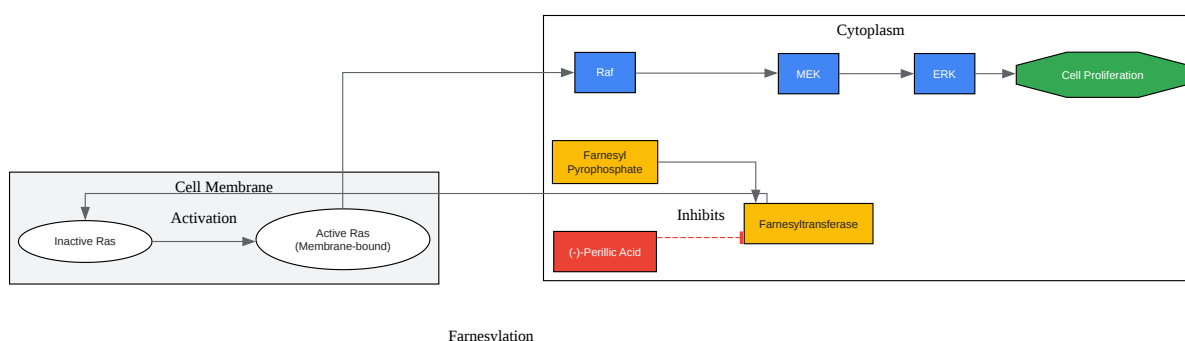 Cytoplasm
Raf
MEK
ERK
Cell Proliferation
Farnesyl
Pyrophosphate
Cell Membrane
Activation
Inactive Ras
Active Ras
(Membrane-bound)
Inhibits
Farnesyltransferase
(-)-Perillic Acid
Farnesylation